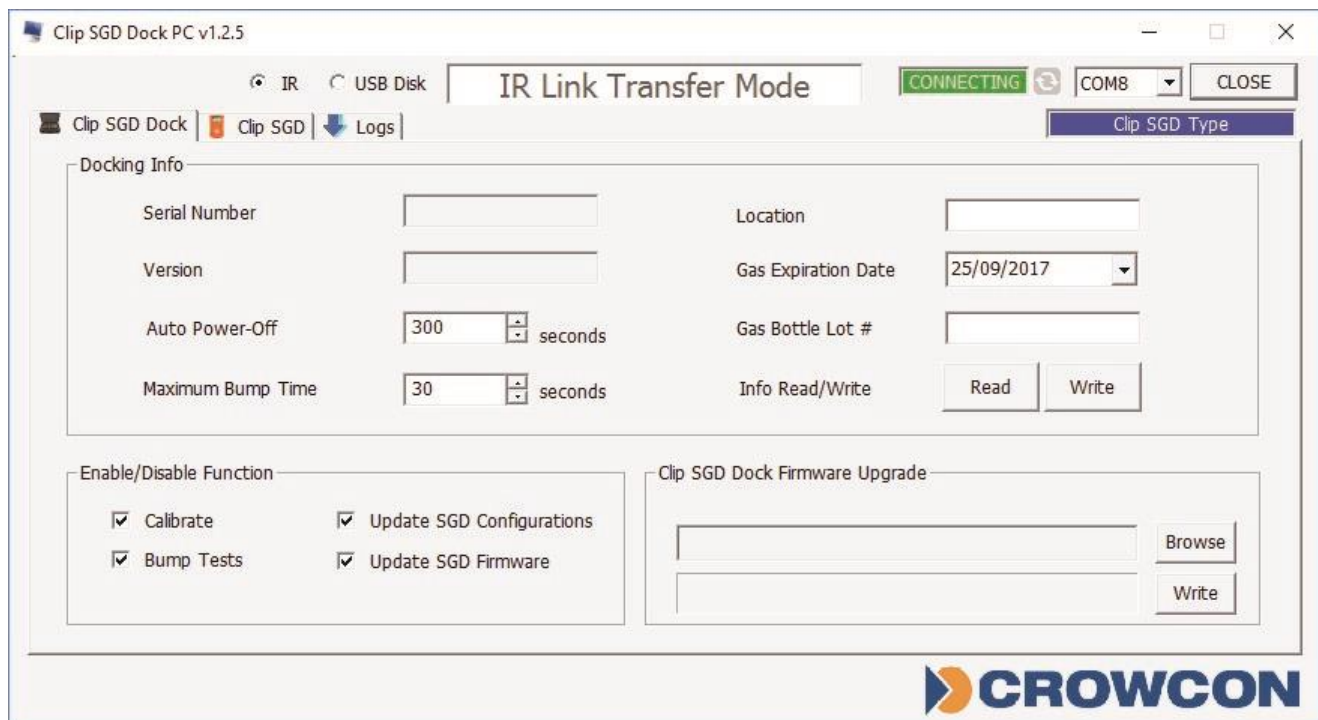 Clip SGD Dock PC v1.2.5
IR USB Disk IR Link Transfer Mode CONNECTING COM8 CLOSE
Clip SGD Dock Clip SGD Logs Clip SGD Type
Docking Info
Serial Number Location
Version Gas Expiration Date 25/09/2017
Auto Power-Off 300 seconds Gas Bottle Lot #
Maximum Bump Time 30 seconds Info Read/Write Read Write
Enable/Disable Function Clip SGD Dock Firmware Upgrade
Calibrate Update SGD Configurations
Browse
Bump Tests Update SGD Firmware
Write
CROWCON